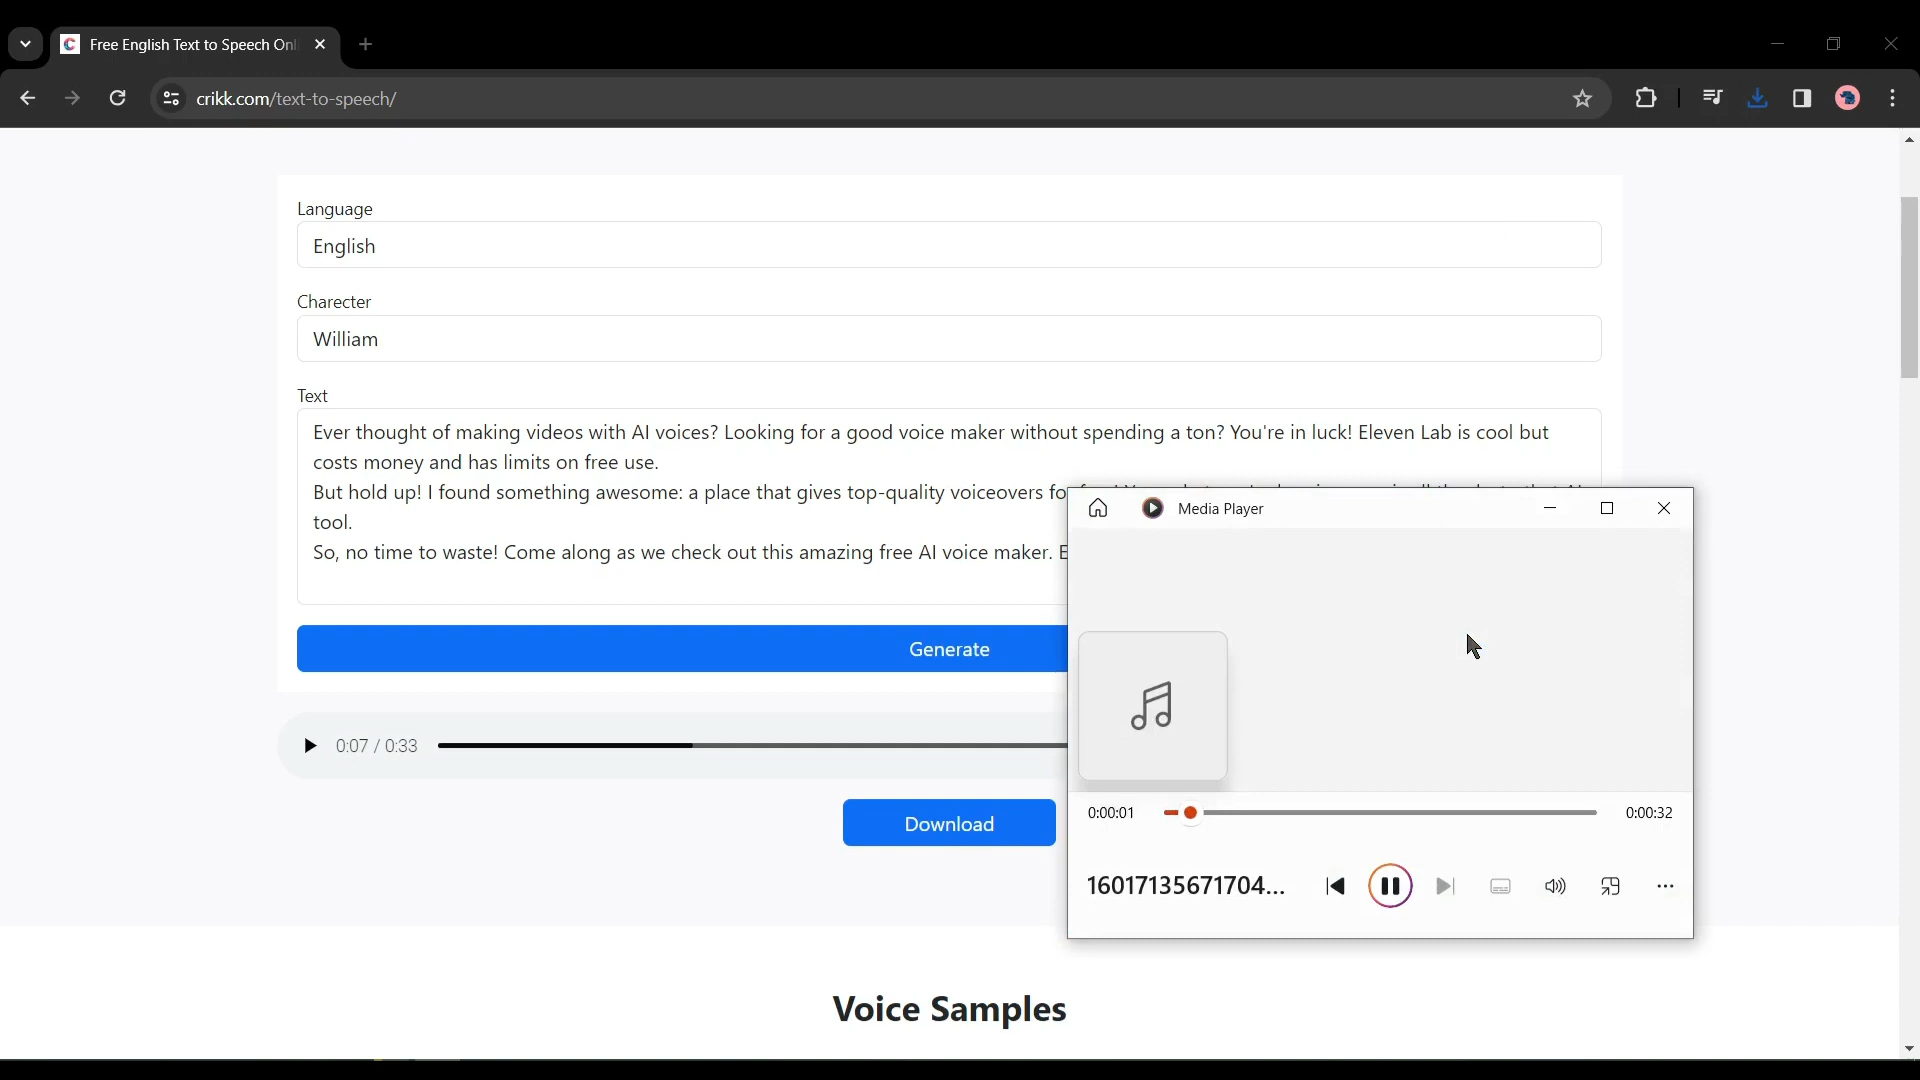 Free English Text to Speech Onl
crikk.com/text-to-speech/
Language
English
Charecter
William
Text
Ever thought of making videos with AI voices? Looking for a good voice maker without spending a ton? You're in luck! Eleven Lab is cool but
costs money and has limits on free use.
But hold up! I found something awesome: a place that gives top-quality voiceovers
tool.
So, no time to waste! Come along as we check out this amazing free AI voice maker.
Generate
0:07 / 0:33
Download
Media Player
0:00:01
0:00:32
16017135671704...
Voice Samples